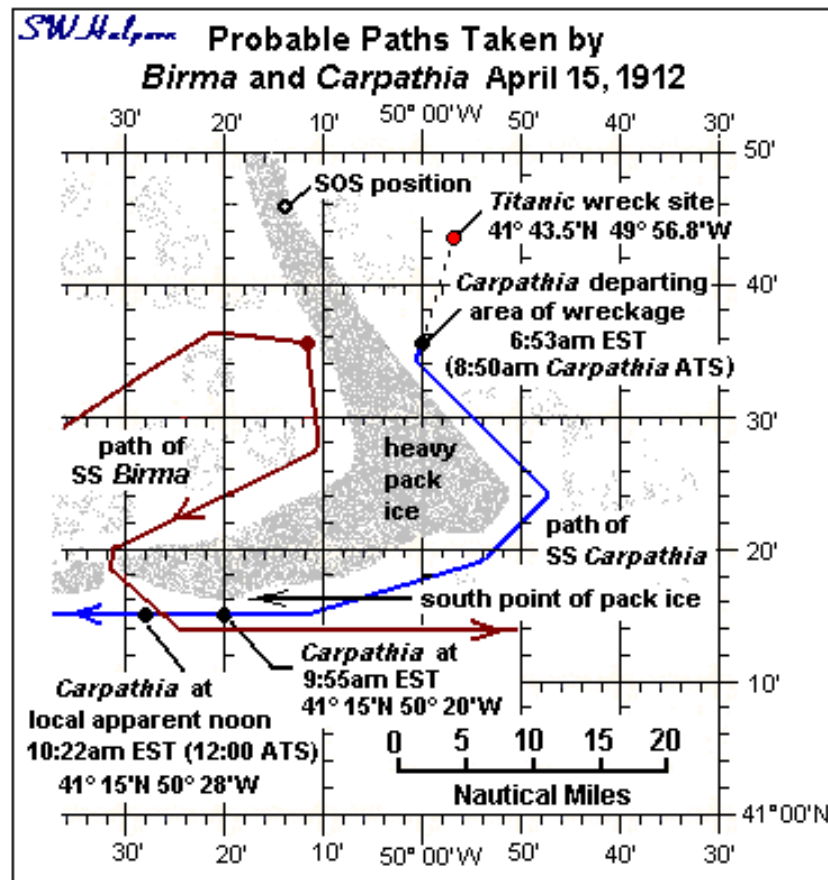 SW Halpern
Probable Paths Taken by
Birma and Carpathia April 15, 1912
30' 20' 10' 50° 00'W 50' 40' 30'
50'
SOS position
Titanic wreck site
41° 43.5'N 49° 56.8'W
40'
Carpathia departing
area of wreckage
6:53am EST
(8:50am Carpathia ATS)
30'
path of
SS Birma
heavy
pack
ice
path of
SS Carpathia
20'
south point of pack ice
Carpathia at
9:55am EST
41° 15'N 50° 20'W
10'
Carpathia at
local apparent noon
10:22am EST (12:00 ATS)
41° 15'N 50° 28'W
0 5 10 11 15 20
Nautical Miles
41° 00'N
30' 20' 10' 50° 00'W 50' 40' 30'